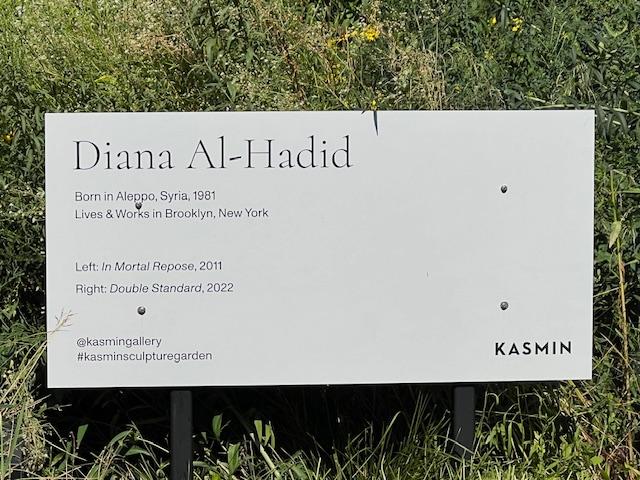 Diana Al-Hadid
Born in Aleppo, Syria, 1981
Lives & Works in Brooklyn, New York
Left: In Mortal Repose, 2011
Right: Double Standard, 2022
@kasmingallery
#kasminsculpturegarden
KASMIN